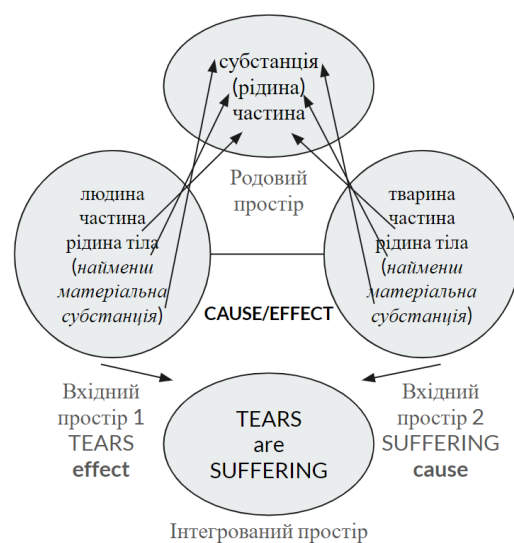 субстанція
(рідина)
частина
Родовий
простір
людина
частина
рідина тіла
(найменш
матеріальна
субстанція)
тварина
частина
рідина тіла
(найменш
матеріальна
субстанція)
CAUSE/EFFECT
Вхідний
простір 1
TEARS
effect
TEARS
are
SUFFERING
Вхідний
простір 2
SUFFERING
cause
Інтегрований простір